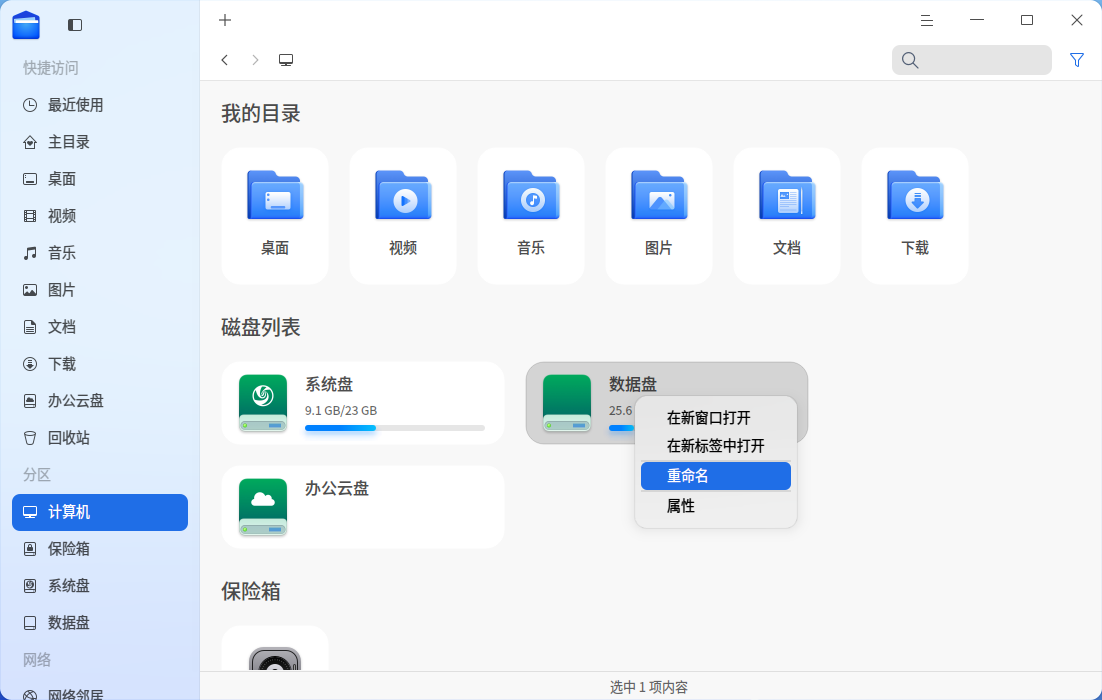 快捷访问
最近使用
主目录
桌面
视频
音乐
图片
文档
下载
办公云盘
回收站
分区
计算机
保险箱
系统盘
数据盘
网络
网络邻居
我的目录
桌面
视频
音乐
图片
文档
下载
磁盘列表
系统盘
9.1 GB/23 GB
数据盘
25.6
在新窗口打开
在新标签中打开
重命名
属性
办公云盘
保险箱
选中 1 项内容